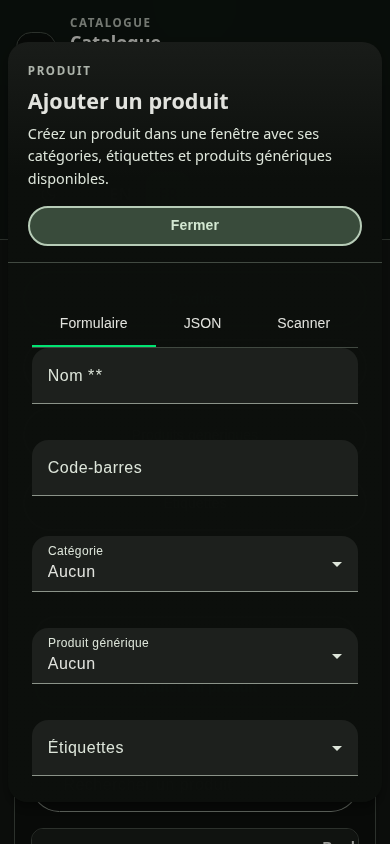 CATALOGUE
Catalogue
PRODUIT
Ajouter un produit
Créez un produit dans une fenêtre avec ses
catégories, étiquettes et produits génériques
disponibles.
Fermer
Formulaire JSON Scanner
Nom **
Code-barres
Catégorie
Aucun
Produit générique
Aucun
Étiquettes